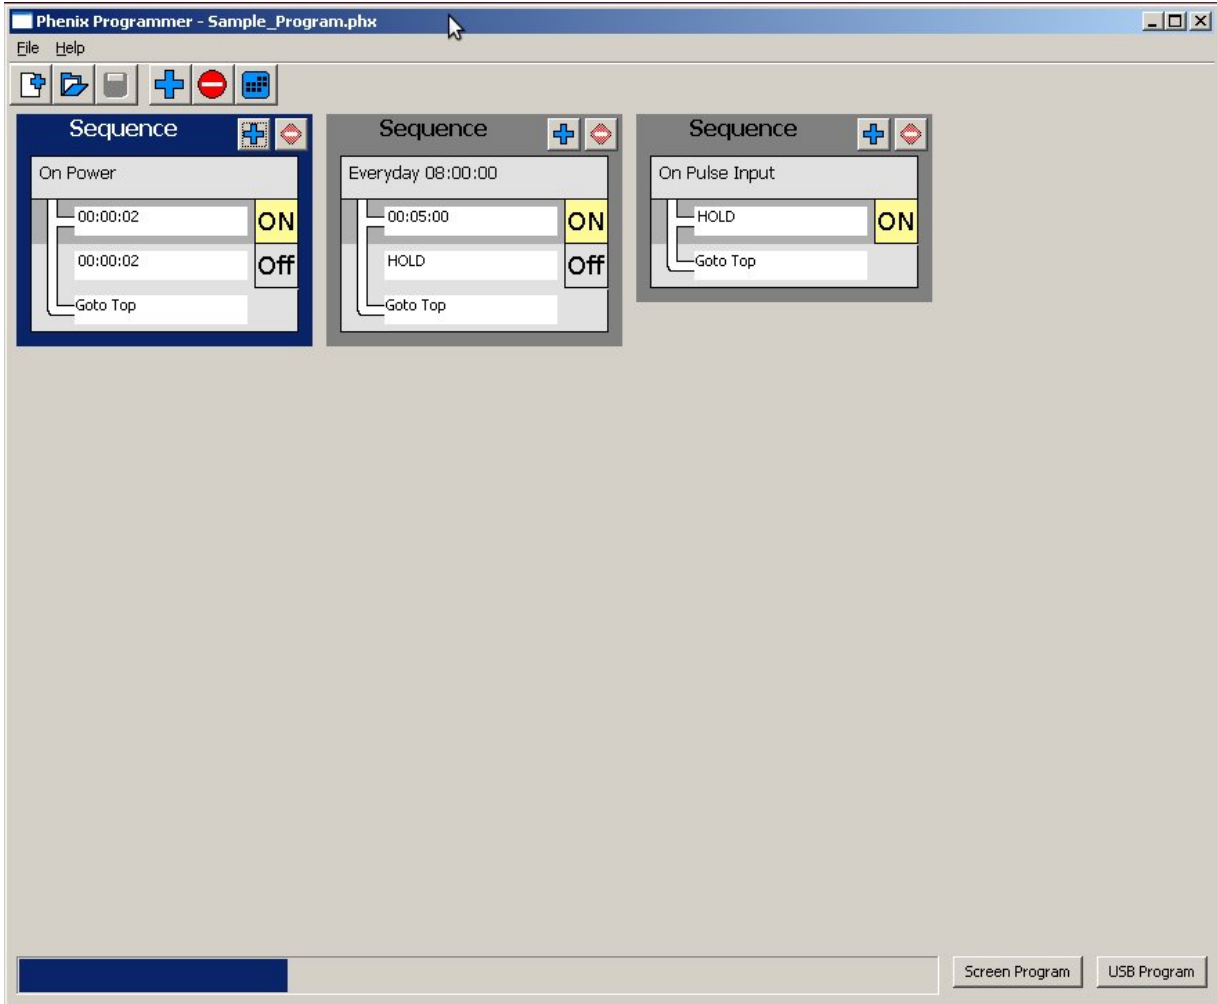 Phenix Programmer - Sample_Program.phx
File Help
Sequence
On Power
00:00:02 ON
00:00:02 Off
Goto Top
Sequence
Everyday 08:00:00
00:05:00 ON
HOLD Off
Goto Top
Sequence
On Pulse Input
HOLD ON
Goto Top
Screen Program
USB Program